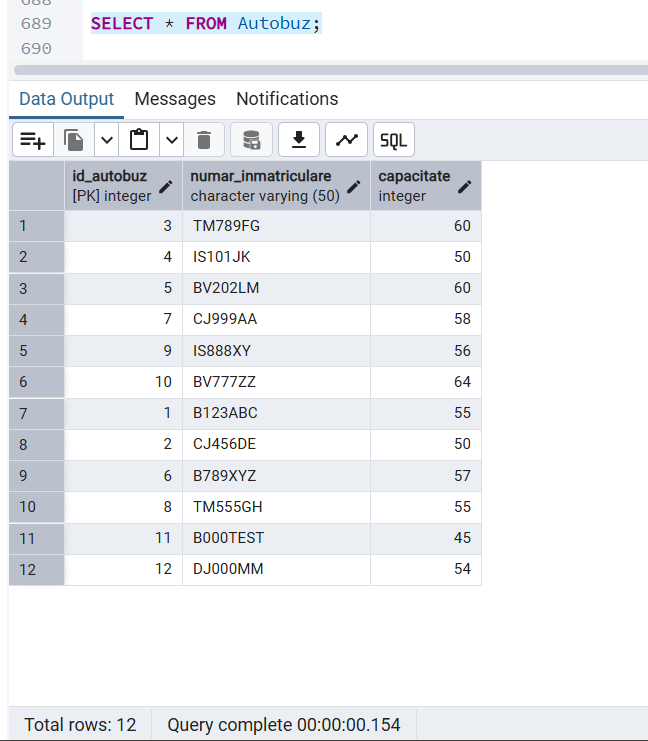 688
689 SELECT * FROM Autobuz;
690
Data Output Messages Notifications
SQL
id_autobuz numar_inmatriculare capacitate
[PK] integer character varying (50) integer
1 3 TM789FG 60
2 4 IS101JK 50
3 5 BV202LM 60
4 7 CJ999AA 58
5 9 IS888XY 56
6 10 BV777ZZ 64
7 1 B123ABC 55
8 2 CJ456DE 50
9 6 B789XYZ 57
10 8 TM555GH 55
11 11 B000TEST 45
12 12 DJ000MM 54
Total rows: 12 Query complete 00:00:00.154